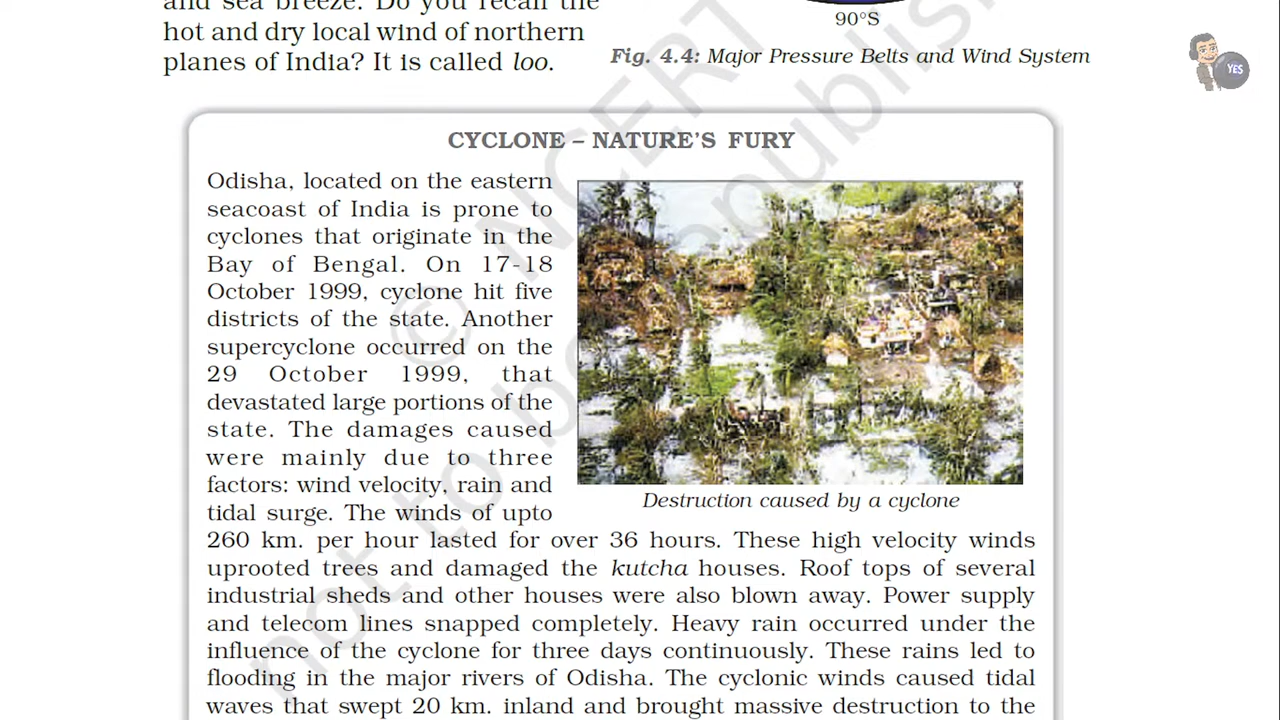 and sea breeze. Do you recall the
hot and dry local wind of northern
planes of India? It is called loo.
90°S
Fig. 4.4: Major Pressure Belts and Wind System
YES
CYCLONE – NATURE'S FURY
Odisha, located on the eastern
seacoast of India is prone to
cyclones that originate in the
Bay of Bengal. On 17-18
October 1999, cyclone hit five
districts of the state. Another
supercyclone occurred on the
29 October 1999, that
devastated large portions of the
state. The damages caused
were mainly due to three
factors: wind velocity, rain and
tidal surge. The winds of upto
Destruction caused by a cyclone
260 km. per hour lasted for over 36 hours. These high velocity winds
uprooted trees and damaged the kutcha houses. Roof tops of several
industrial sheds and other houses were also blown away. Power supply
and telecom lines snapped completely. Heavy rain occurred under the
influence of the cyclone for three days continuously. These rains led to
flooding in the major rivers of Odisha. The cyclonic winds caused tidal
waves that swept 20 km. inland and brought massive destruction to the
© NCERT
not to be republis